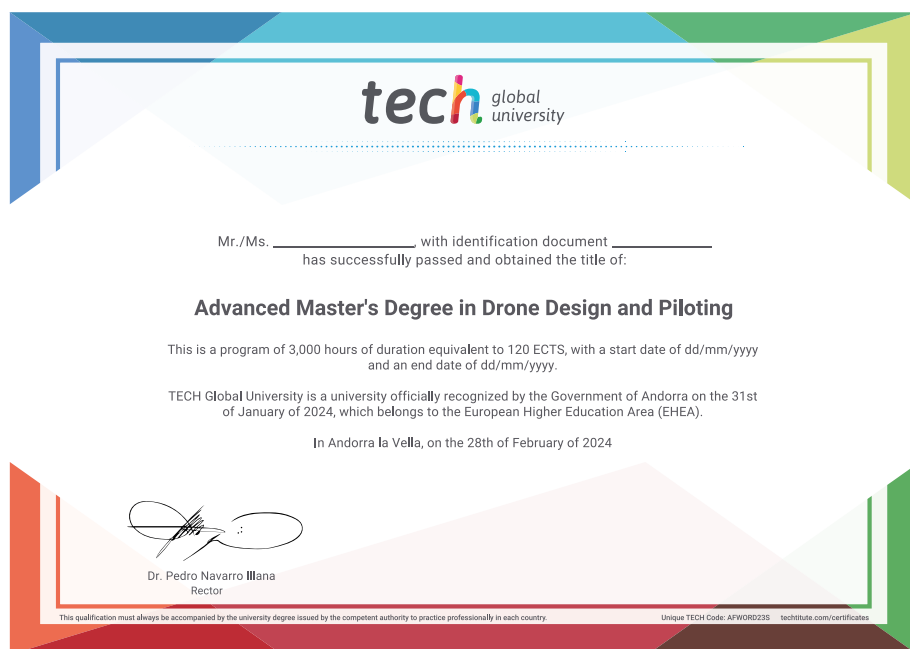 tech global
university
Mr./Ms. ____________________, with identification document ______________
has successfully passed and obtained the title of:
Advanced Master's Degree in Drone Design and Piloting
This is a program of 3,000 hours of duration equivalent to 120 ECTS, with a start date of dd/mm/yyyy
and an end date of dd/mm/yyyy.
TECH Global University is a university officially recognized by the Government of Andorra on the 31st
of January of 2024, which belongs to the European Higher Education Area (EHEA).
In Andorra la Vella, on the 28th of February of 2024
Dr. Pedro Navarro Illana
Rector
This qualification must always be accompanied by the university degree issued by the competent authority to practice professionally in each country. Unique TECH Code: AFWORD23S techtitute.com/certificates